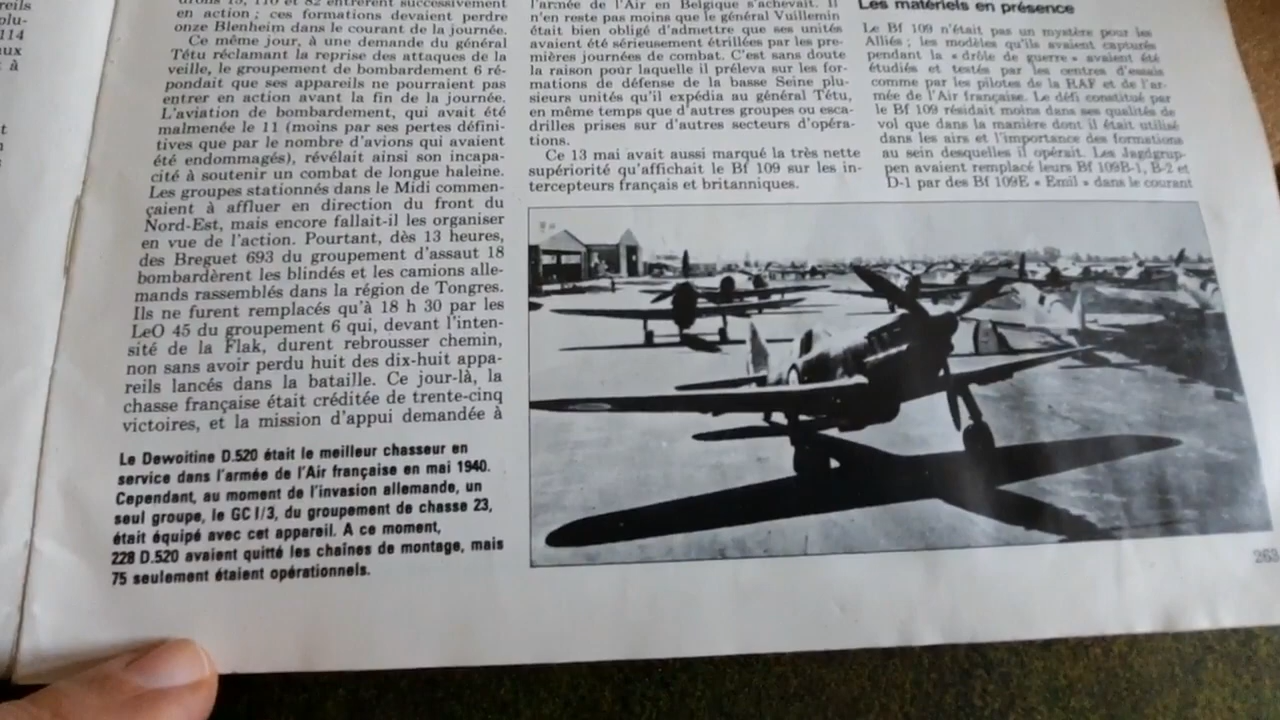 reils
plu-
114
aux
à
t
drons 15, 110 et 82 entrèrent successivement
en action ; ces formations devaient perdre
onze Blenheim dans le courant de la journée.
Ce même jour, à une demande du général
Têtu réclamant la reprise des attaques de la
veille, le groupement de bombardement 6 ré-
pondait que ses appareils ne pourraient pas
entrer en action avant la fin de la journée.
L'aviation de bombardement, qui avait été
malmenée le 11 (moins par ses pertes défini-
tives que par le nombre d'avions qui avaient
été endommagés), révélait ainsi son incapa-
cité à soutenir un combat de longue haleine.
Les groupes stationnés dans le Midi commen-
çaient à affluer en direction du front du
Nord-Est, mais encore fallait-il les organiser
en vue de l'action. Pourtant, dès 13 heures,
des Breguet 693 du groupement d'assaut 18
bombardèrent les blindés et les camions alle-
mands rassemblés dans la région de Tongres.
Ils ne furent remplacés qu'à 18 h 30 par les
LeO 45 du groupement 6 qui, devant l'inten-
sité de la Flak, durent rebrousser chemin,
non sans avoir perdu huit des dix-huit appa-
reils lancés dans la bataille. Ce jour-là, la
chasse française était créditée de trente-cinq
victoires, et la mission d'appui demandée à
Le Dewoitine D.520 était le meilleur chasseur en
service dans l'armée de l'Air française en mai 1940.
Cependant, au moment de l'invasion allemande, un
seul groupe, le GC I/3, du groupement de chasse 23,
était équipé avec cet appareil. A ce moment,
228 D.520 avaient quitté les chaînes de montage, mais
75 seulement étaient opérationnels.
l'armée de l'Air en Belgique s'achevait. Il
n'en reste pas moins que le général Vuillemin
était bien obligé d'admettre que ses unités
avaient été sérieusement étrillées par les pre-
mières journées de combat. C'est sans doute
la raison pour laquelle il préleva sur les for-
mations de défense de la basse Seine plu-
sieurs unités qu'il expédia au général Têtu,
en même temps que d'autres groupes ou esca-
drilles prises sur d'autres secteurs d'opéra-
tions.
Ce 13 mai avait aussi marqué la très nette
supériorité qu'affichait le Bf 109 sur les in-
tercepteurs français et britanniques.
Les matériels en présence
Le Bf 109 n'était pas un mystère pour les
Alliés ; les modèles qu'ils avaient capturés
pendant la « drôle de guerre » avaient été
étudiés et testés par les centres d'essais
comme par les pilotes de la RAF et de l'ar-
mée de l'Air française. Le défi constitué par
le Bf 109 résidait moins dans ses qualités de
vol que dans la manière dont il était utilisé
dans les airs et l'importance des formations
au sein desquelles il opérait. Les Jagdgrup-
pen avaient remplacé leurs Bf 109B-1, B-2 et
D-1 par des Bf 109E « Emil » dans le courant
263